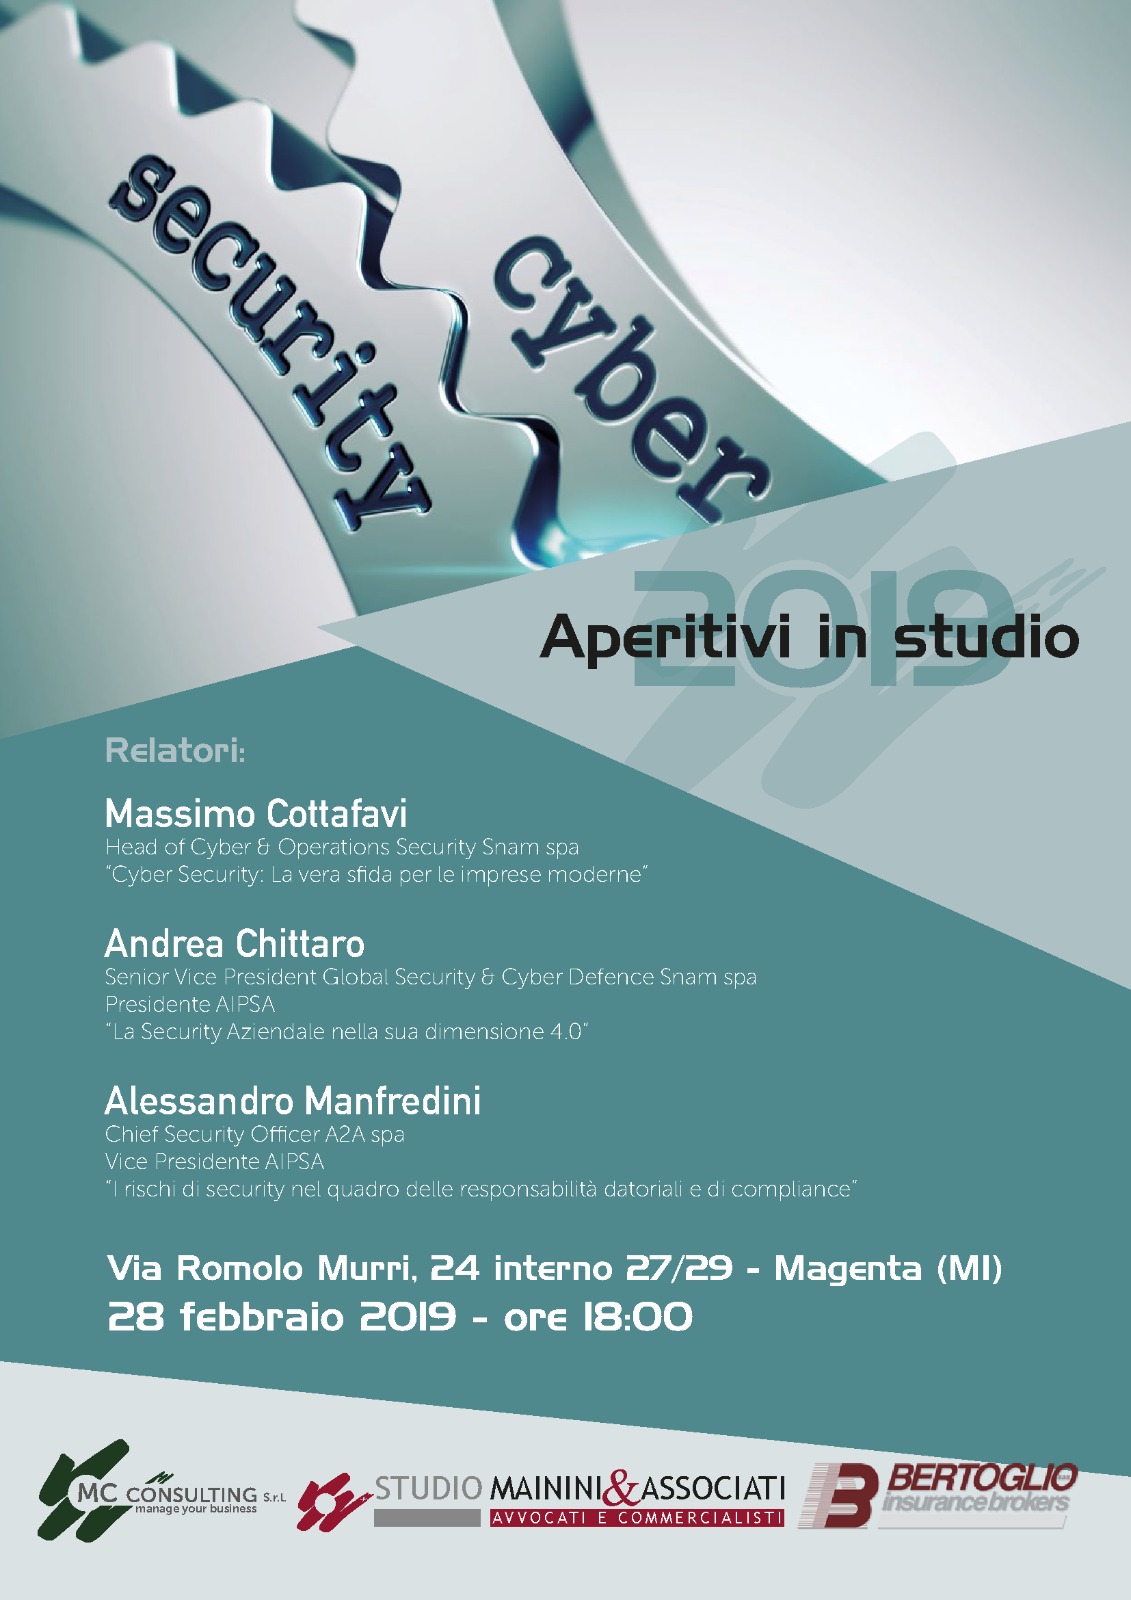 security
cyber
2019
Aperitivi in studio
Relatori:
Massimo Cottafavi
Head of Cyber & Operations Security Snam spa
"Cyber Security: La vera sfida per le imprese moderne"
Andrea Chittaro
Senior Vice President Global Security & Cyber Defence Snam spa
Presidente AIPSA
"La Security Aziendale nella sua dimensione 4.0"
Alessandro Manfredini
Chief Security Officer A2A spa
Vice Presidente AIPSA
"I rischi di security nel quadro delle responsabilità datoriali e di compliance"
Via Romolo Murri, 24 interno 27/29 - Magenta (MI)
28 febbraio 2019 - ore 18:00
MC CONSULTING S.r.L
manage your business
STUDIO MAININI&ASSOCIATI
AVVOCATI E COMMERCIALISTI
B BERTOGLIO
insurance brokers